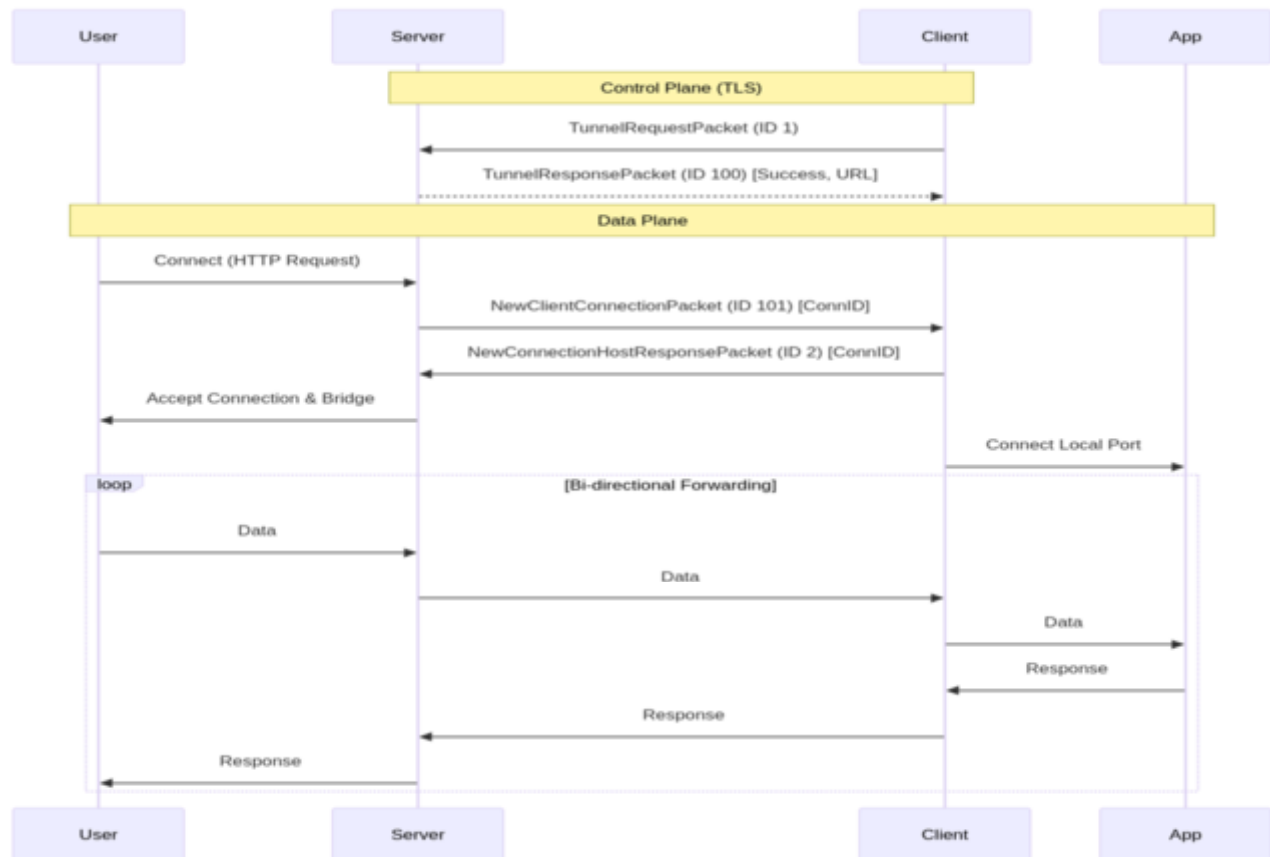 User Server Client App
Control Plane (TLS)
TunnelRequestPacket (ID 1)
TunnelResponsePacket (ID 100) [Success, URL]
Data Plane
Connect (HTTP Request)
NewClientConnectionPacket (ID 101) [ConnID]
NewConnectionHostResponsePacket (ID 2) [ConnID]
Accept Connection & Bridge
Connect Local Port
loop [Bi-directional Forwarding]
Data
Data
Data
Response
Response
Response
User Server Client App